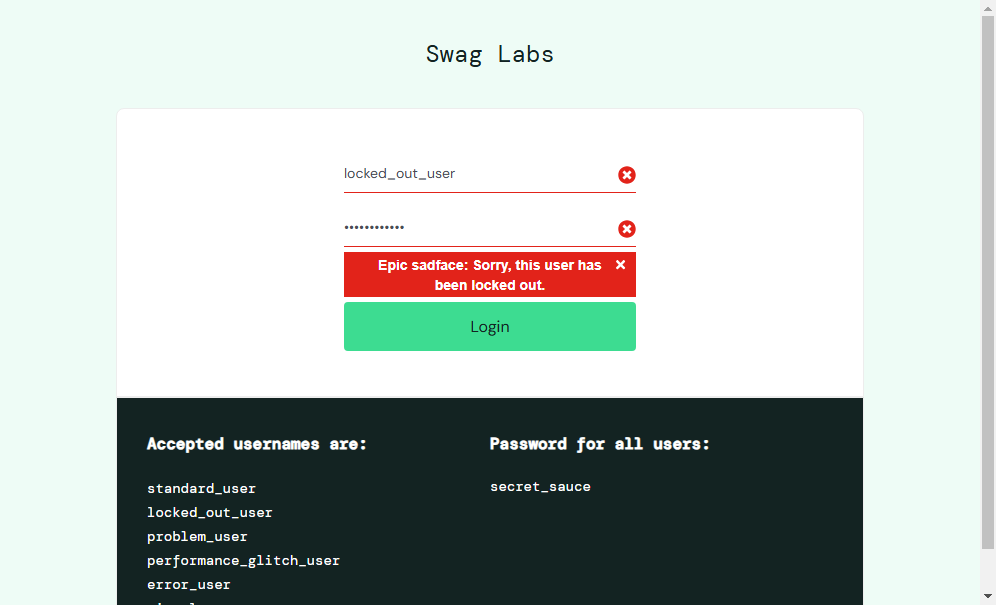 Swag Labs
locked_out_user
••••••••••••
Epic sadface: Sorry, this user has
been locked out.
Login
Accepted usernames are:
standard_user
locked_out_user
problem_user
performance_glitch_user
error_user
Password for all users:
secret_sauce